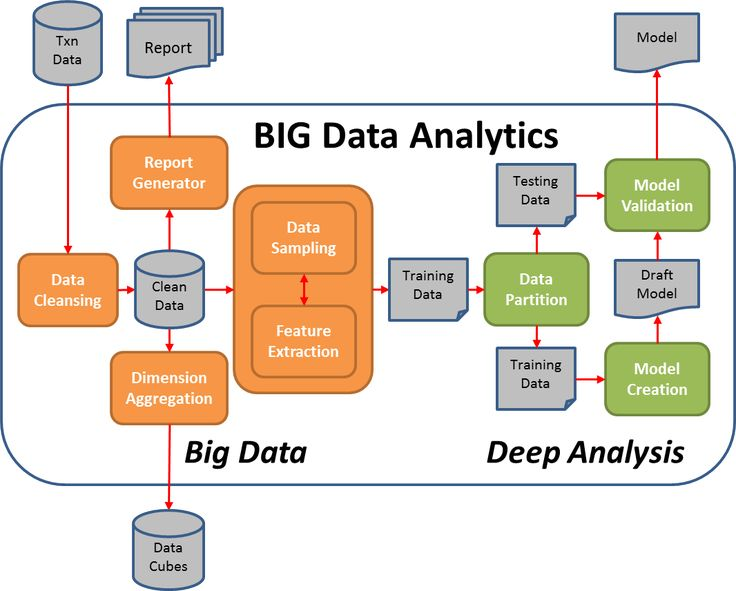 Txn
Data
Report
Model
BIG Data Analytics
Report
Generator
Data
Sampling
Testing
Data
Model
Validation
Data
Cleansing
Clean
Data
Training
Data
Data
Partition
Draft
Model
Feature
Extraction
Dimension
Aggregation
Training
Data
Model
Creation
Big Data
Deep Analysis
Data
Cubes